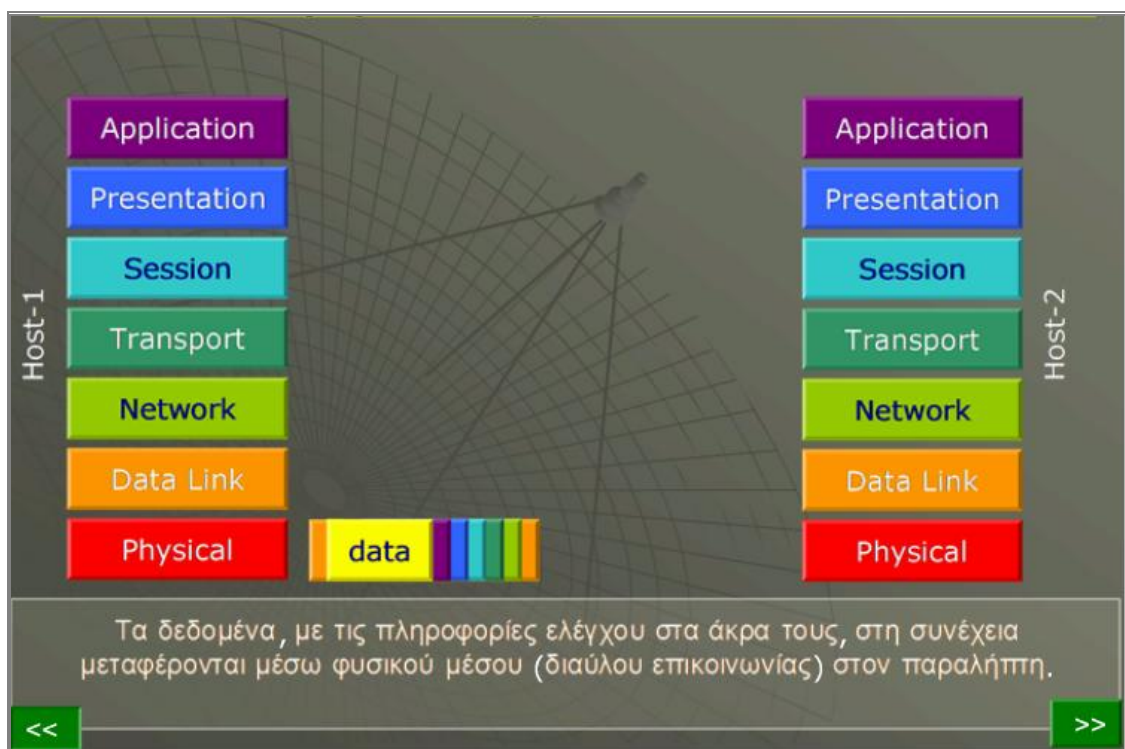 Application
Presentation
Session
Transport
Network
Data Link
Physical
Host-1
data
Application
Presentation
Session
Transport
Network
Data Link
Physical
Host-2
Τα δεδομένα, με τις πληροφορίες ελέγχου στα άκρα τους, στη συνέχεια
μεταφέρονται μέσω φυσικού μέσου (διαύλου επικοινωνίας) στον παραλήπτη.
<<
>>